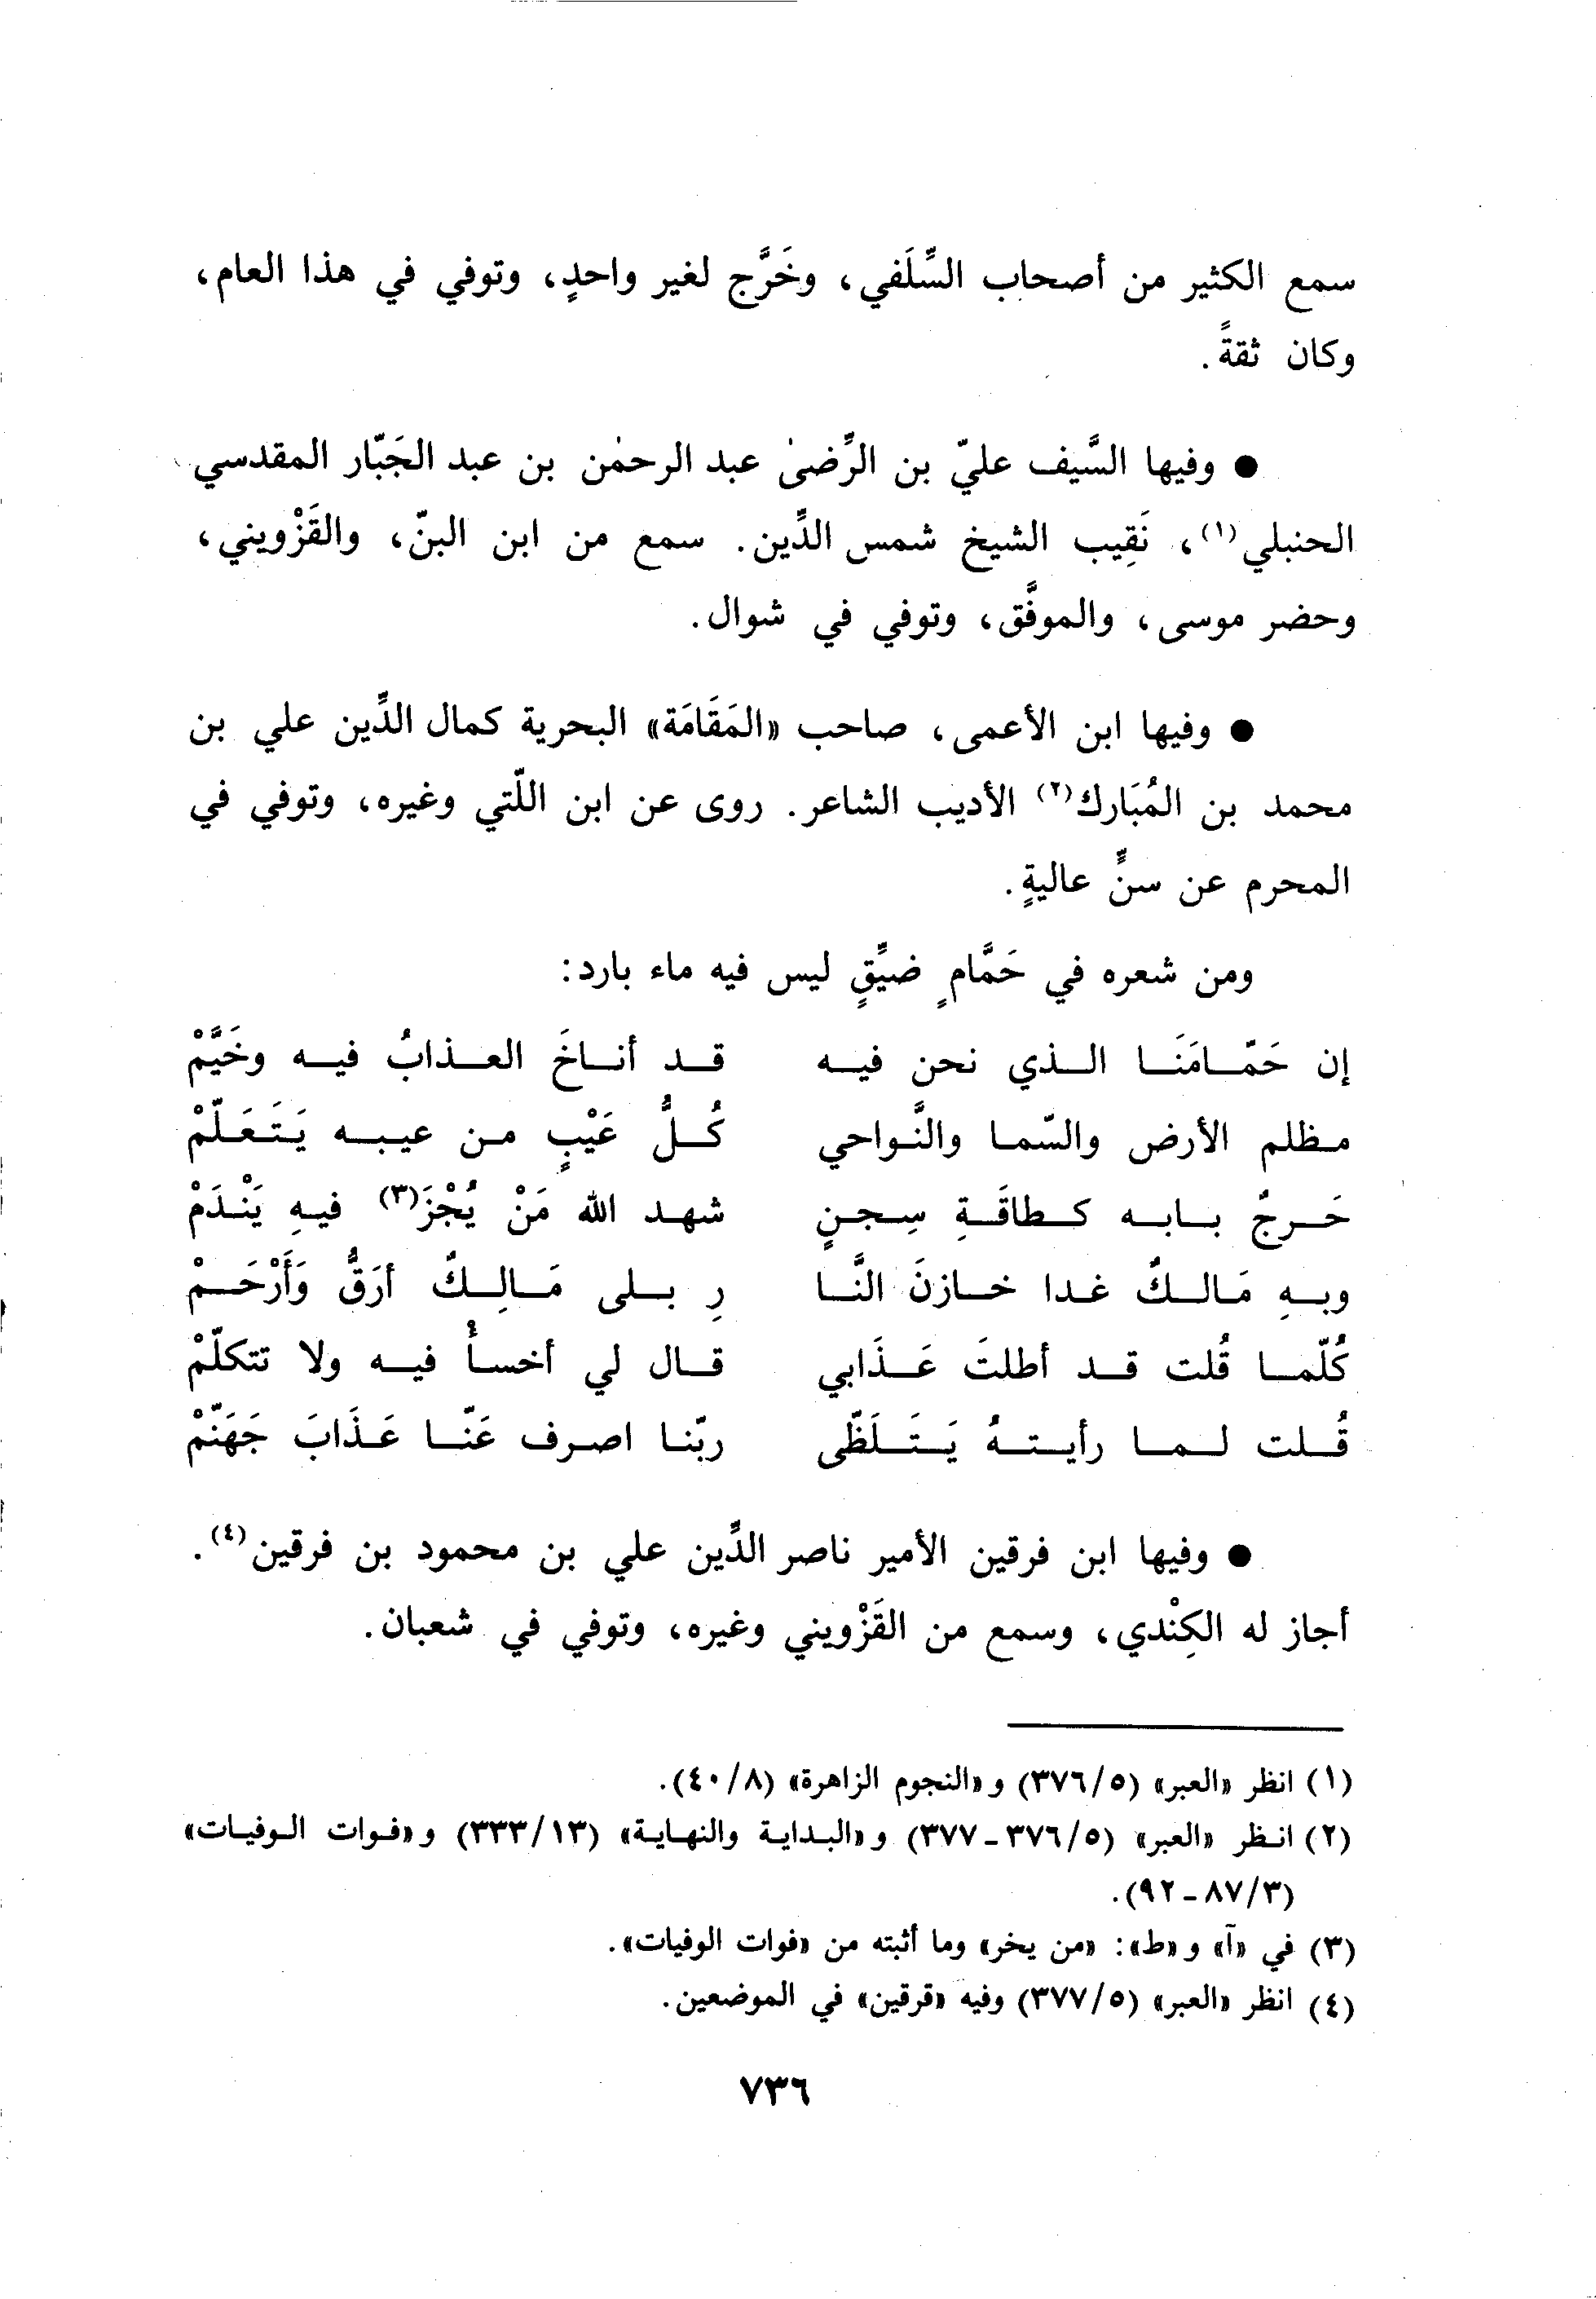 سمع الكثير من أصحاب السِّلَفي، وخَرَّج لغير واحدٍ، وتوفي في هذا العام،
وكان ثقةً.
● وفيها السَّيف عليّ بن الرِّضىٰ عبد الرحمٰن بن عبد الجَبّار المقدسي
الحنبلي(١)، نَقِيب الشيخ شمس الدِّين. سمع من ابن البنّ، والقَزْويني،
وحضر موسى، والموفَّق، وتوفي في شوال.
● وفيها ابن الأعمى، صاحب «المَقَامَة» البحرية كمال الدِّين علي بن
محمد بن المُبَارك(٢) الأديب الشاعر. روى عن ابن اللّتي وغيره، وتوفي في
المحرم عن سنٍّ عاليةٍ.
ومن شعره في حَمَّامٍ ضيِّقٍ ليس فيه ماء بارد:
إن حَمّامَنَا الذي نحن فيه قد أناخَ العذابُ فيه وخَيَّمْ
مظلم الأرض والسّما والنَّواحي كُلُّ عَيْبٍ من عيبه يَتَعَلّمْ
حَرجٌ بابه كطاقَةِ سِجنٍ شهد الله مَنْ يُجْزَ(٣) فيهِ يَنْدَمْ
وبهِ مَالكٌ غدا خازنَ النَّا رِ بلى مَالِكٌ أرَقُّ وَأَرْحَمْ
كُلّما قُلت قد أطلتَ عَذَابي قال لي أخسأْ فيه ولا تتكلّمْ
قُلت لما رأيتهُ يَتَلَظّى ربّنا اصرف عَنّا عَذَابَ جَهَنّمْ
● وفيها ابن فرقين الأمير ناصر الدِّين علي بن محمود بن فرقين(٤).
أجاز له الكِنْدي، وسمع من القَزْويني وغيره، وتوفي في شعبان.
(١) انظر «العبر» (٣٧٦/٥) و«النجوم الزاهرة» (٤٠/٨).
(٢) انظر «العبر» (٣٧٦/٥ - ٣٧٧) و«البداية والنهاية» (٣٣٣/١٣) و«فوات الوفيات»
(٨٧/٣ - ٩٢).
(٣) في «آ» و«ط»: «من يخر» وما أثبته من «فوات الوفيات».
(٤) انظر «العبر» (٣٧٧/٥) وفيه «قرقين» في الموضعين.
٧٣٦